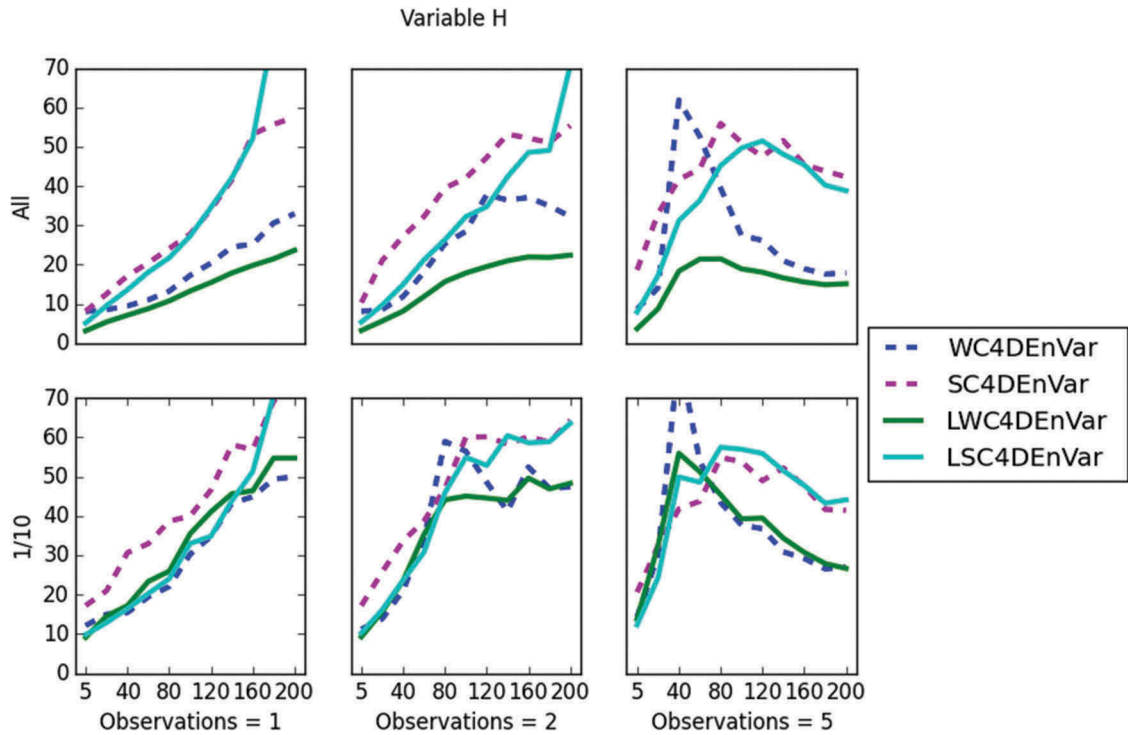 Variable H
70
60
50
40
30
20
10
0
All
70
60
50
40
30
20
10
0
1/10
5 40 80 120 160 200
Observations = 1
5 40 80 120 160 200
Observations = 2
5 40 80 120 160 200
Observations = 5
WC4DEnVar
SC4DEnVar
LWC4DEnVar
LSC4DEnVar